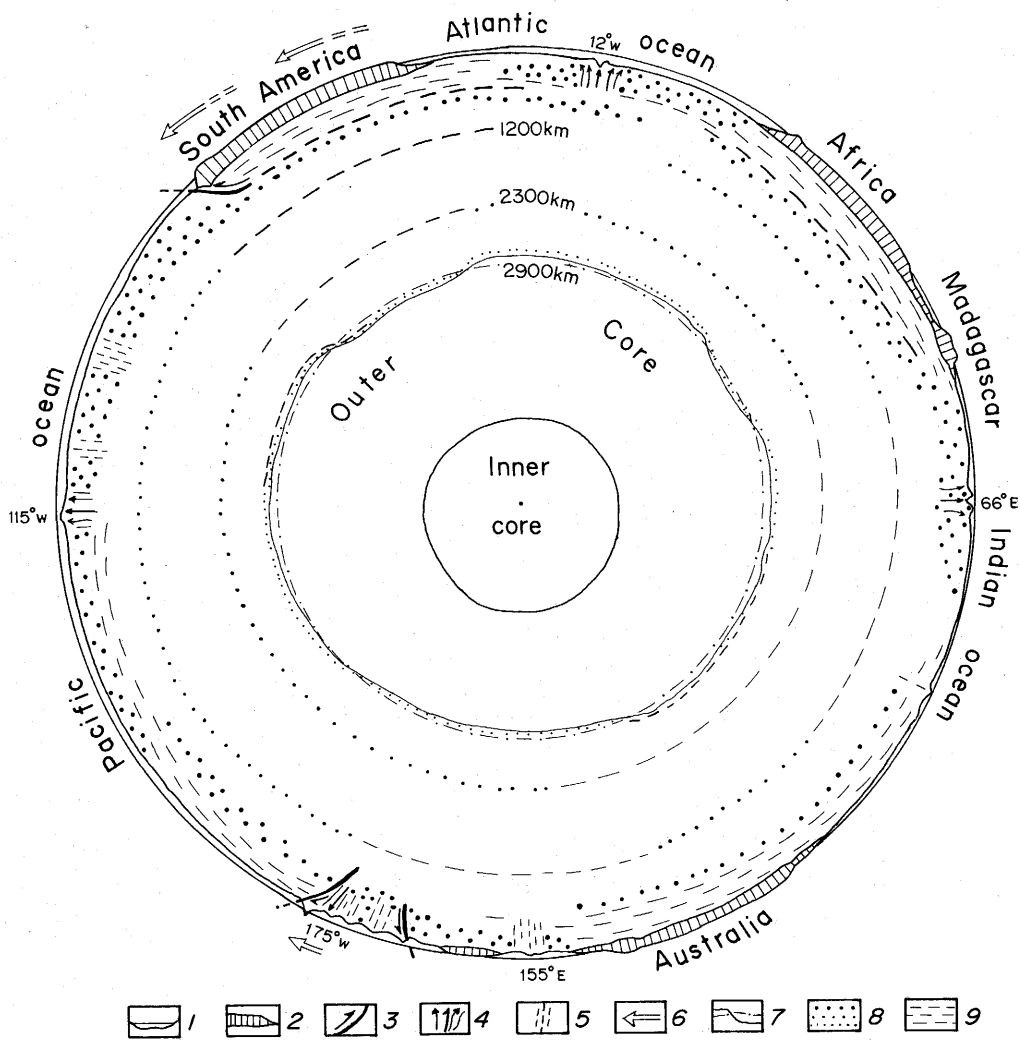 Atlantic
12°W
ocean
South America
Africa
1200km
2300km
2900km
Madagascar
Outer
Core
ocean
Inner
core
115°W
66°E
Indian
ocean
Pacific
175°W
Australia
155°E
1 2 3 4 5 6 7 8 9